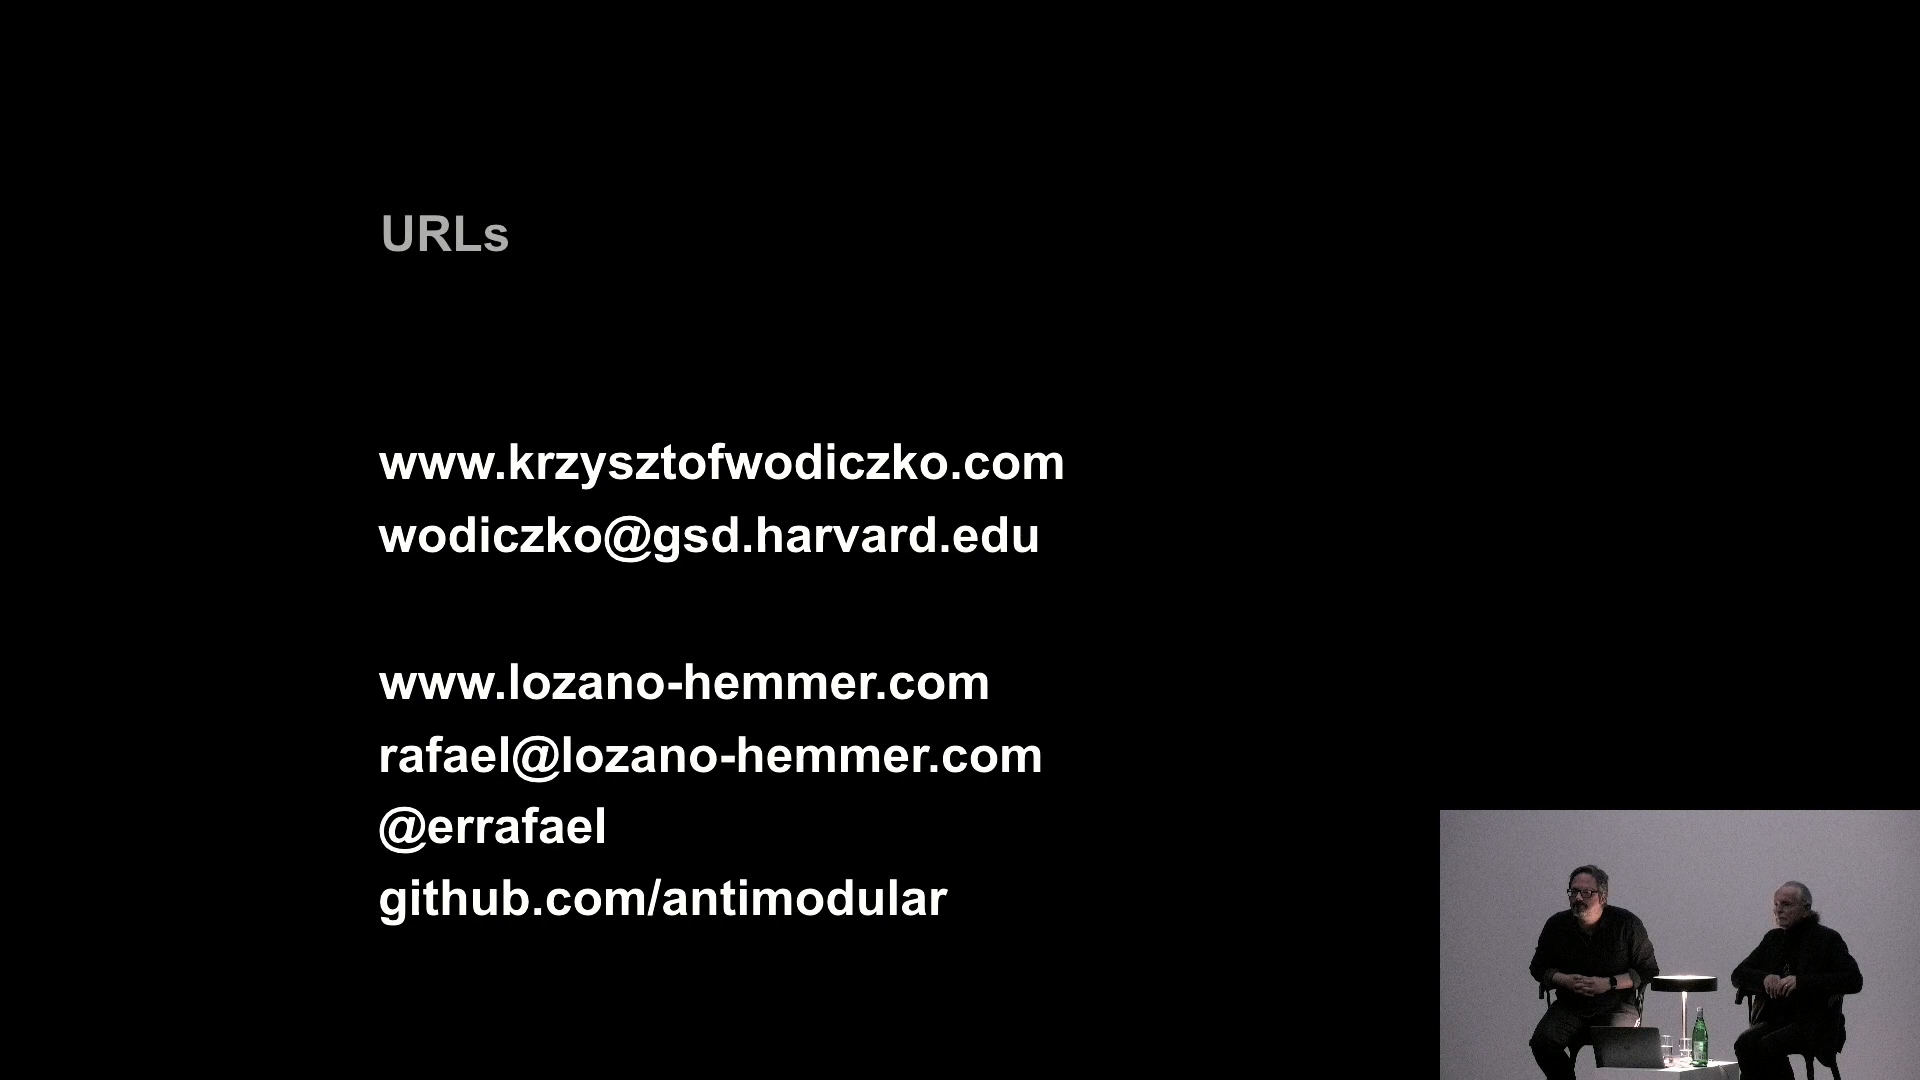 URLs
www.krzysztofwodiczko.com
wodiczko@gsd.harvard.edu
www.lozano-hemmer.com
rafael@lozano-hemmer.com
@errafael
github.com/antimodular